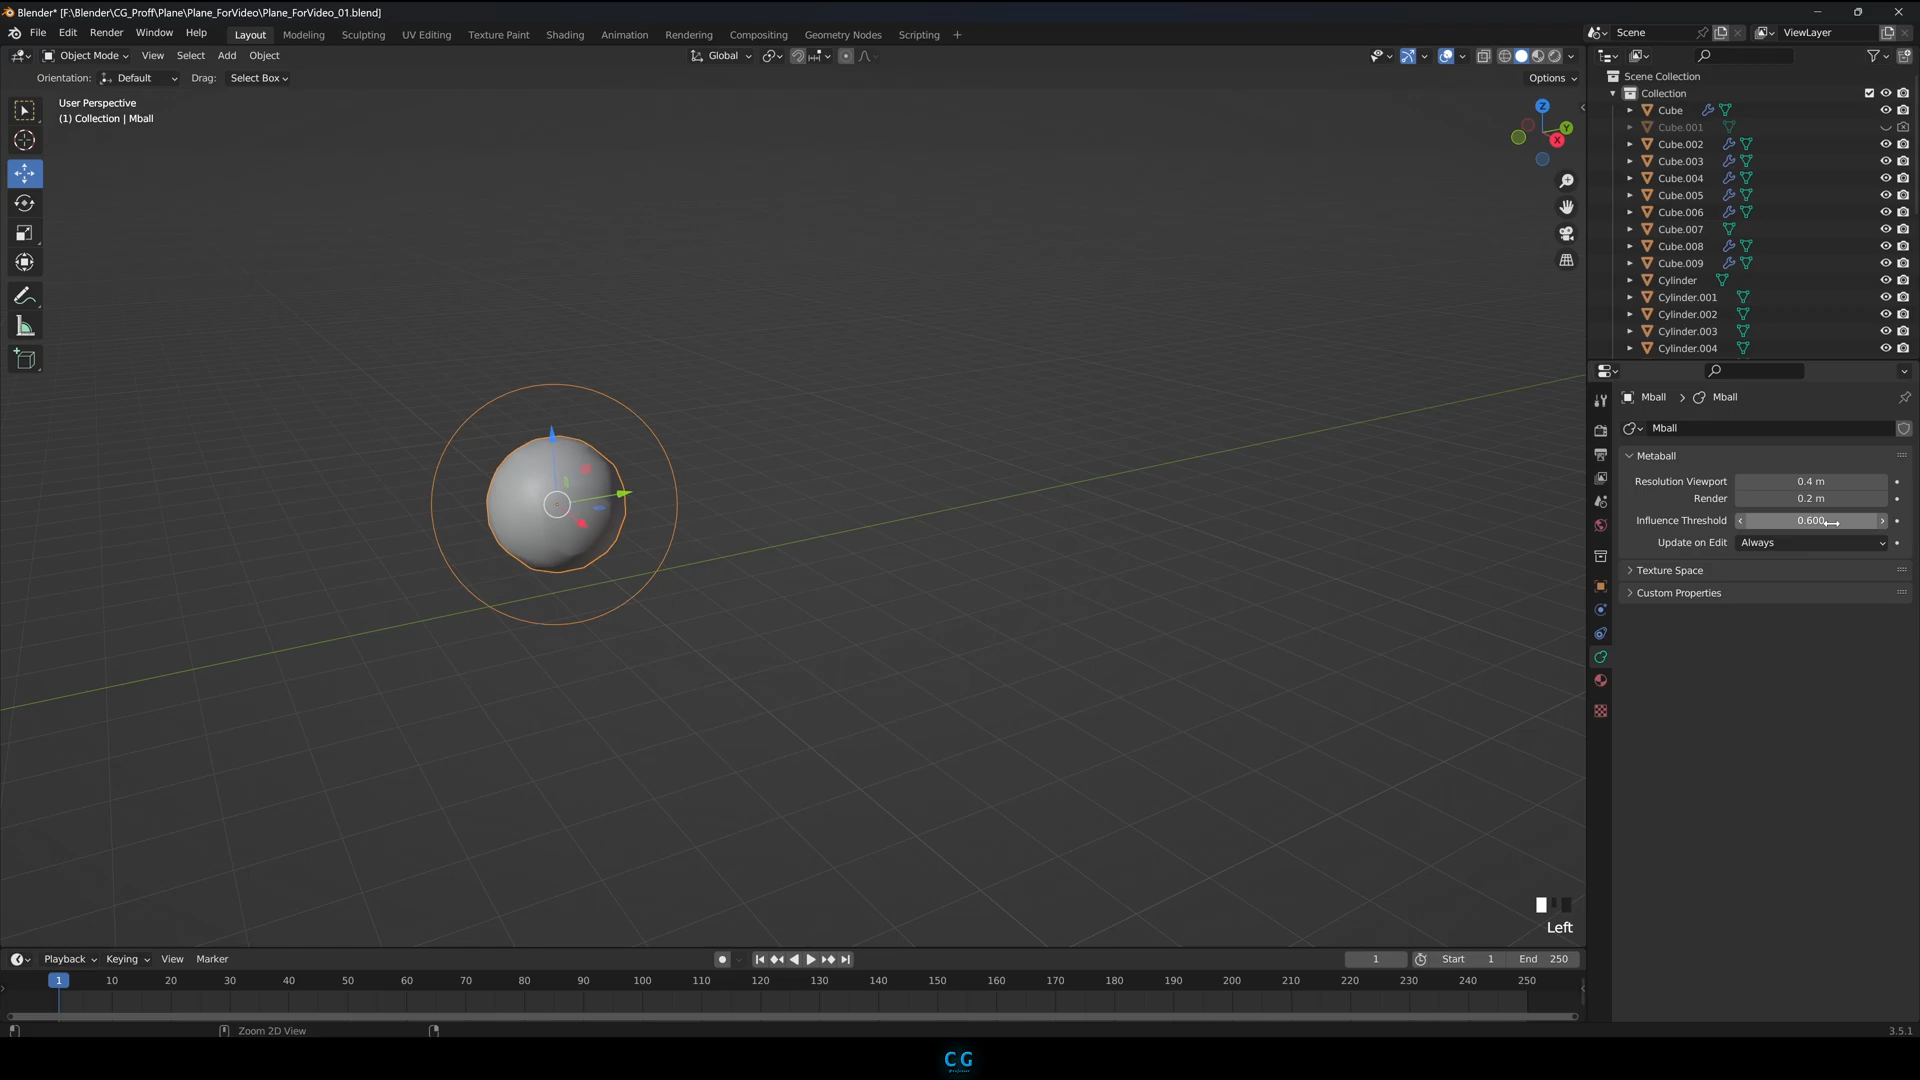 Blender* [F:\Blender\CG_Proff\Plane\Plane_ForVideo\Plane_ForVideo_01.blend]
File Edit Render Window Help Layout Modeling Sculpting UV Editing Texture Paint Shading Animation Rendering Compositing Geometry Nodes Scripting + Scene ViewLayer
Object Mode View Select Add Object Global
Orientation: Default Drag: Select Box Options
User Perspective
(1) Collection | Mball
Z
Y
X
Scene Collection
Collection
Cube
Cube.001
Cube.002
Cube.003
Cube.004
Cube.005
Cube.006
Cube.007
Cube.008
Cube.009
Cylinder
Cylinder.001
Cylinder.002
Cylinder.003
Cylinder.004
Mball > Mball
Mball
Metaball
Resolution Viewport 0.4 m
Render 0.2 m
Influence Threshold 0.600
Update on Edit Always
Texture Space
Custom Properties
Left
Playback Keying View Marker 1 Start 1 End 250
1 10 20 30 40 50 60 70 80 90 100 110 120 130 140 150 160 170 180 190 200 210 220 230 240 250
Zoom 2D View 3.5.1
CG